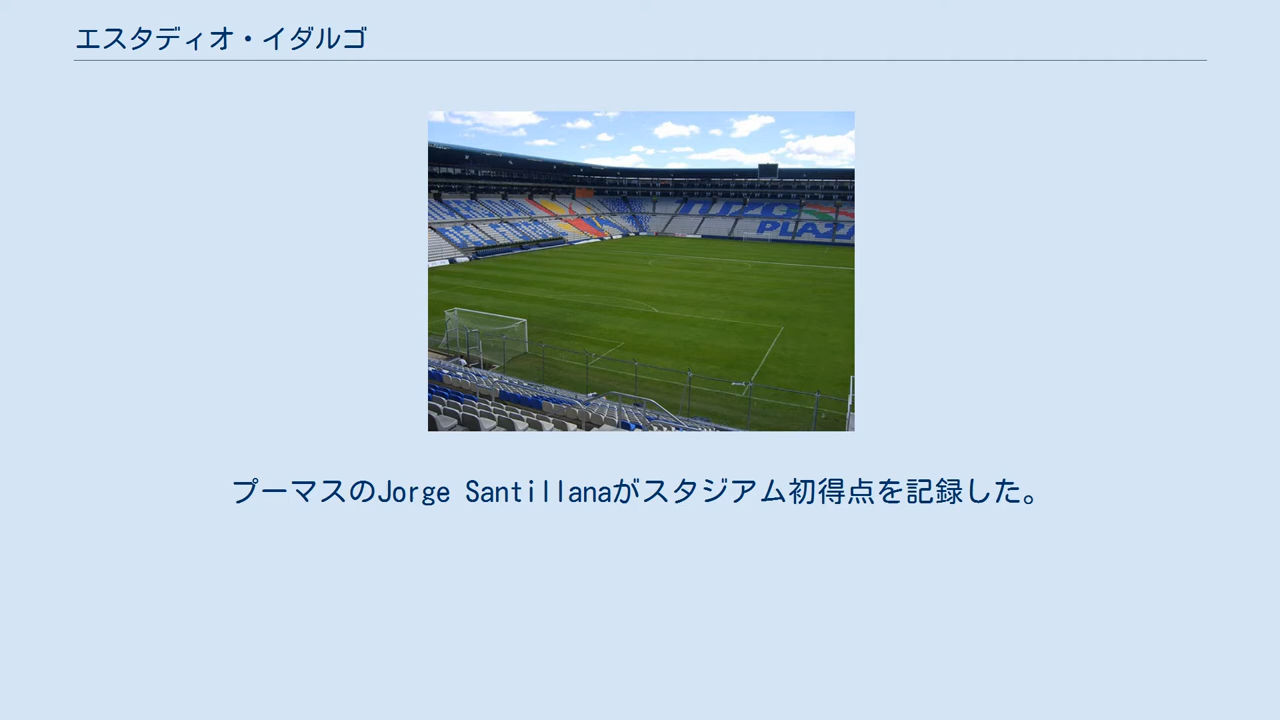 エスタディオ・イダルゴ
PLAZA
プーマスのJorge Santillanaがスタジアム初得点を記録した。